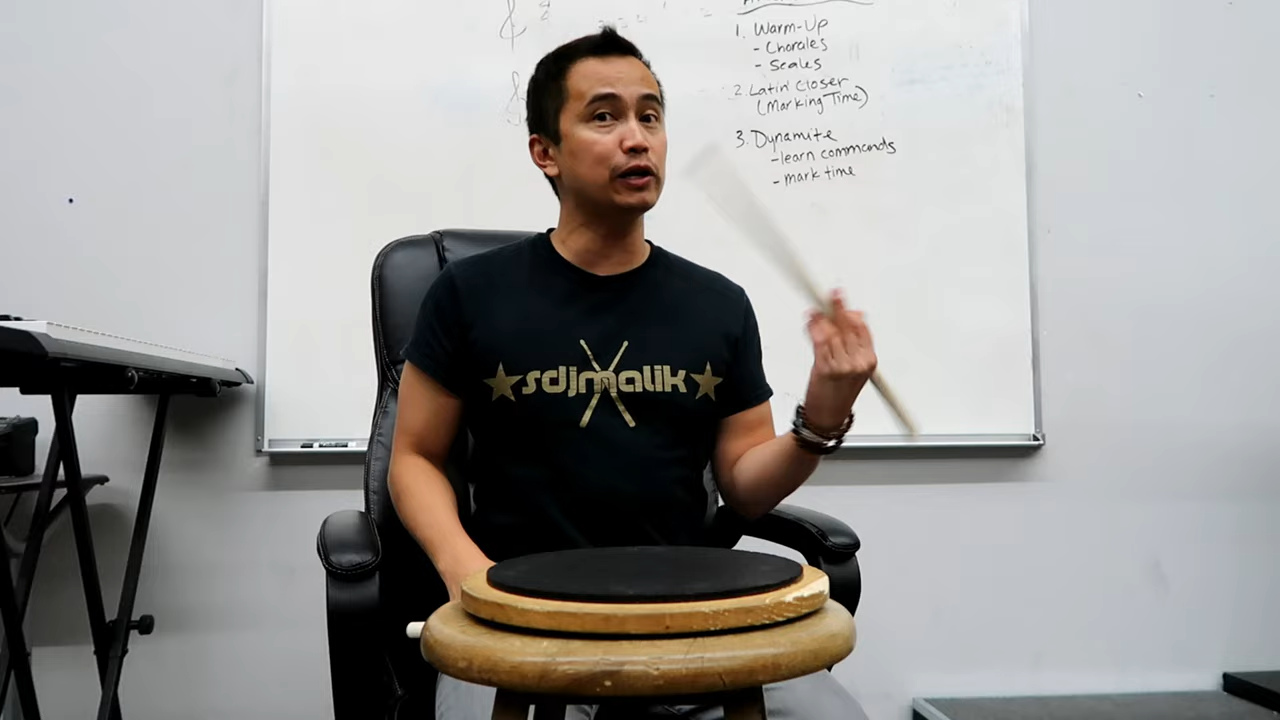 1. Warm-Up
- Chorales
- Scales
2. Latin Closer
(Marking Time)
3. Dynamite
- learn commands
- mark time
sdjmalik